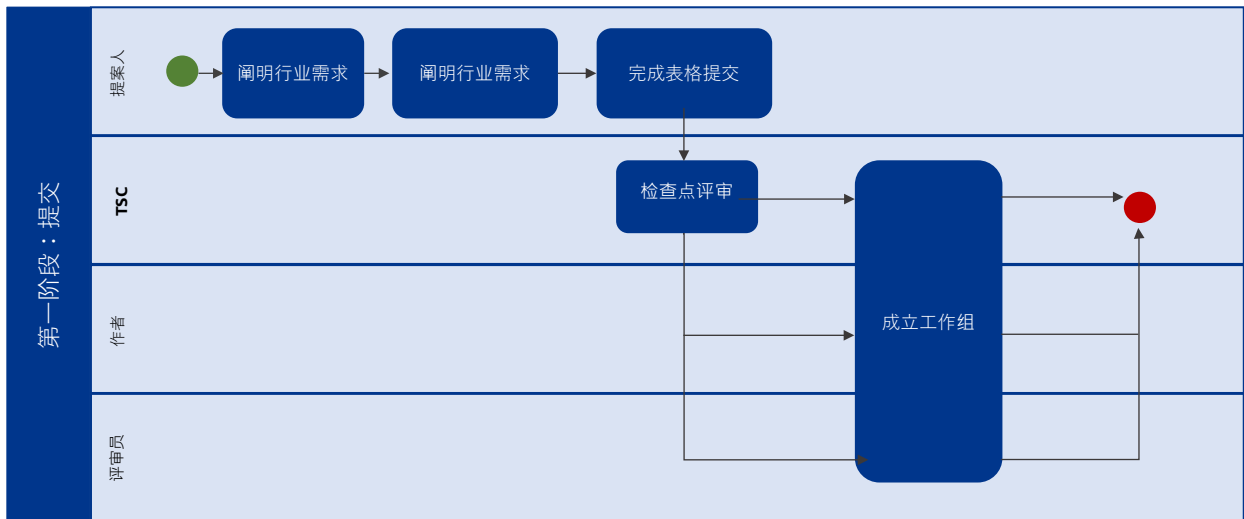 第一阶段：提交
提案人
阐明行业需求
阐明行业需求
完成表格提交
TSC
检查点评审
作者
成立工作组
评审员